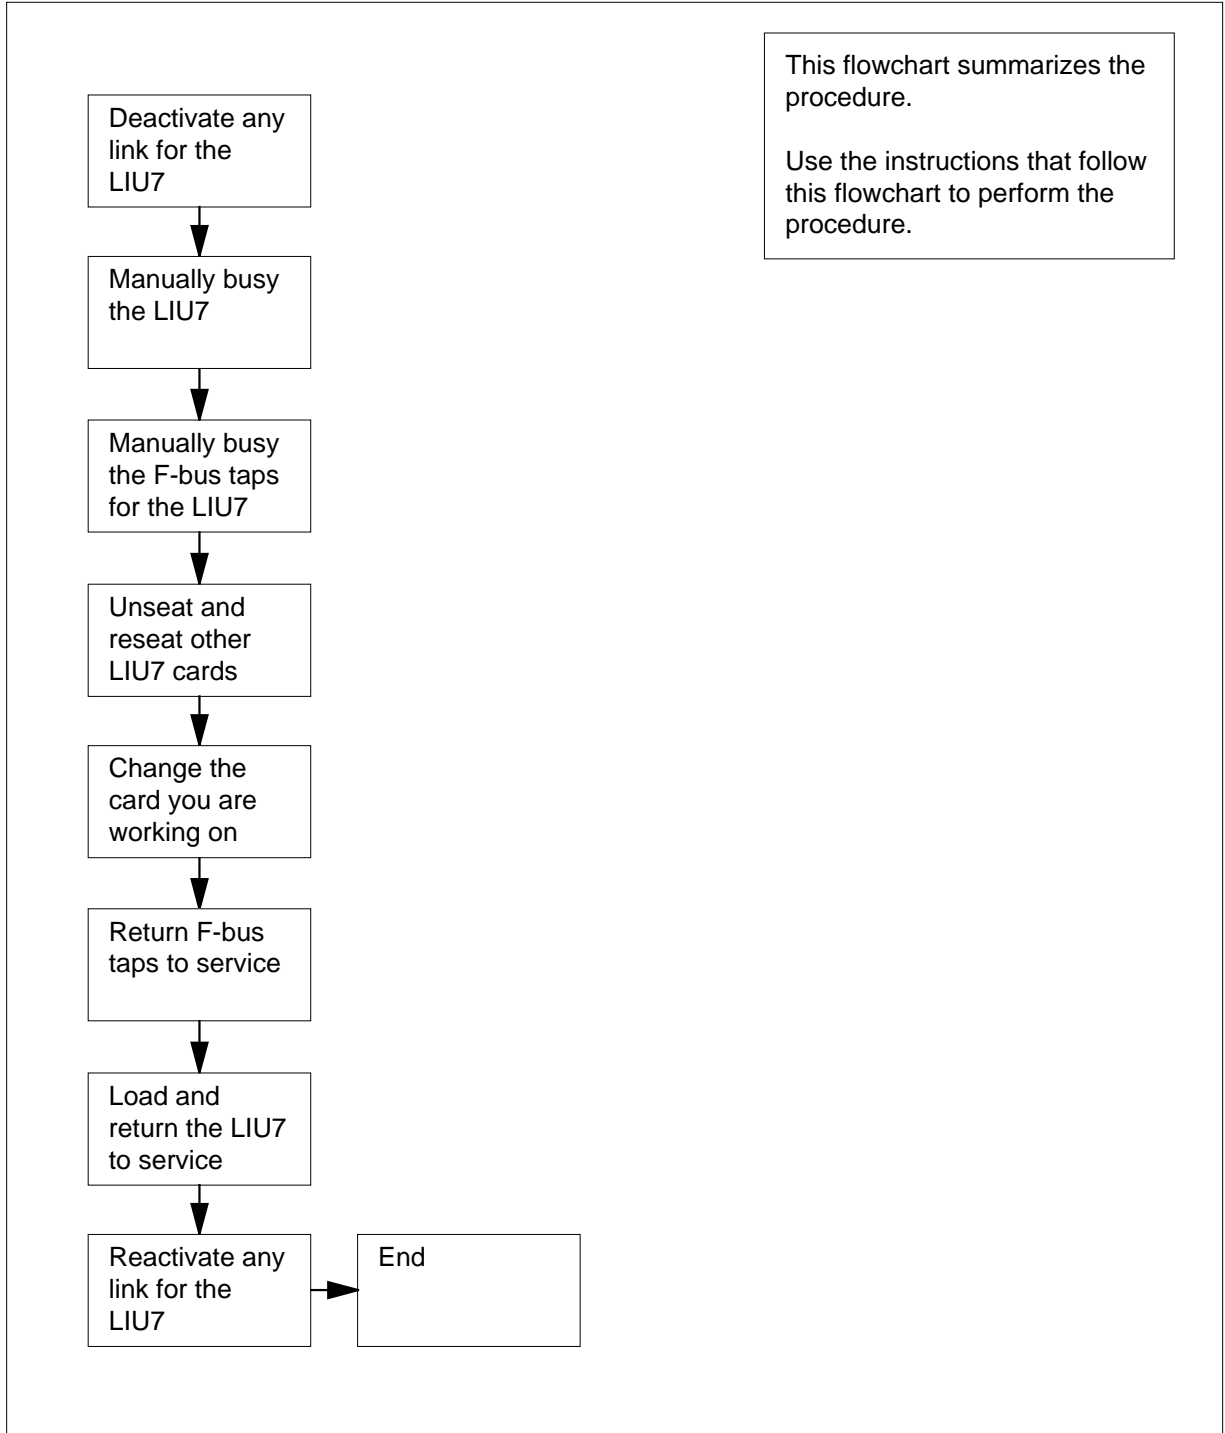 This flowchart summarizes the
procedure.
Use the instructions that follow
this flowchart to perform the
procedure.
Deactivate any
link for the
LIU7
Manually busy
the LIU7
Manually busy
the F-bus taps
for the LIU7
Unseat and
reseat other
LIU7 cards
Change the
card you are
working on
Return F-bus
taps to service
Load and
return the LIU7
to service
Reactivate any
link for the
LIU7
End